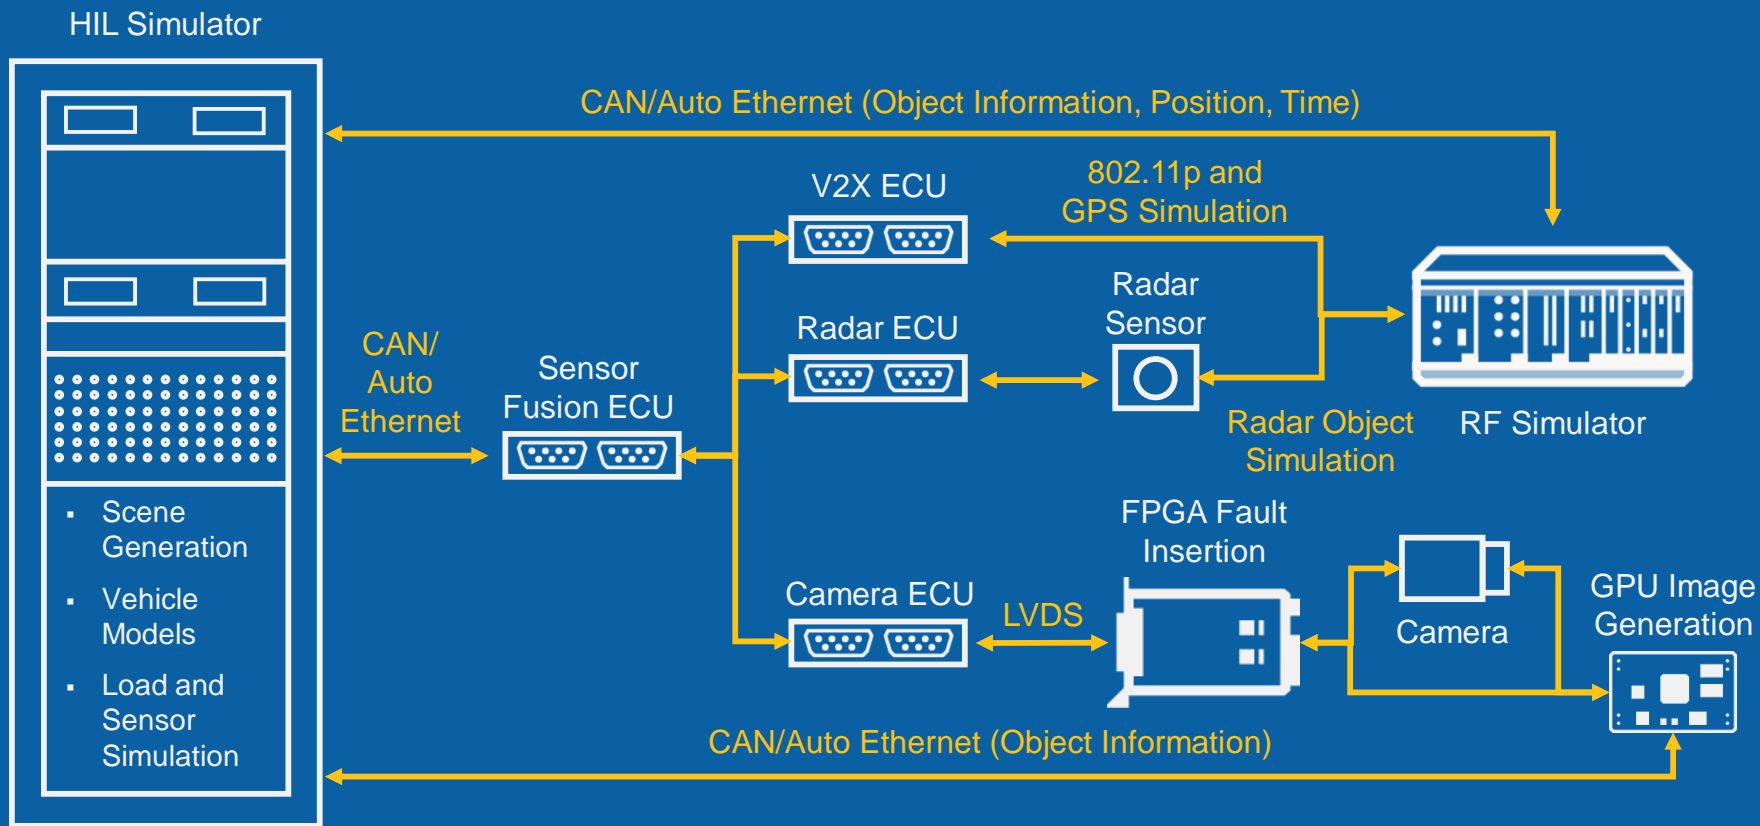 HIL Simulator
CAN/Auto Ethernet (Object Information, Position, Time)
V2X ECU
802.11p and
GPS Simulation
Radar
Sensor
Radar ECU
CAN/
Auto
Ethernet
Sensor
Fusion ECU
Radar Object
Simulation
RF Simulator
▪ Scene
Generation
▪ Vehicle
Models
▪ Load and
Sensor
Simulation
FPGA Fault
Insertion
Camera ECU
LVDS
Camera
GPU Image
Generation
CAN/Auto Ethernet (Object Information)